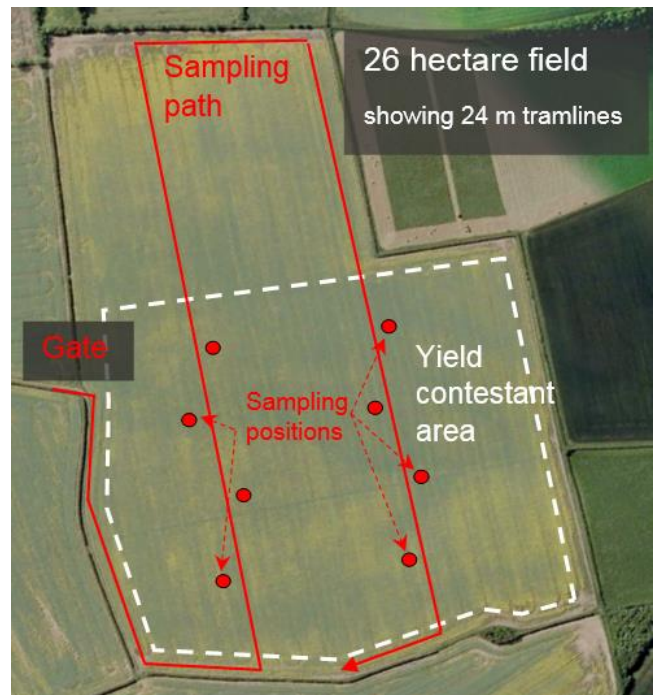 Sampling
path
26 hectare field
showing 24 m tramlines
Gate
Yield
contestant
area
Sampling
positions